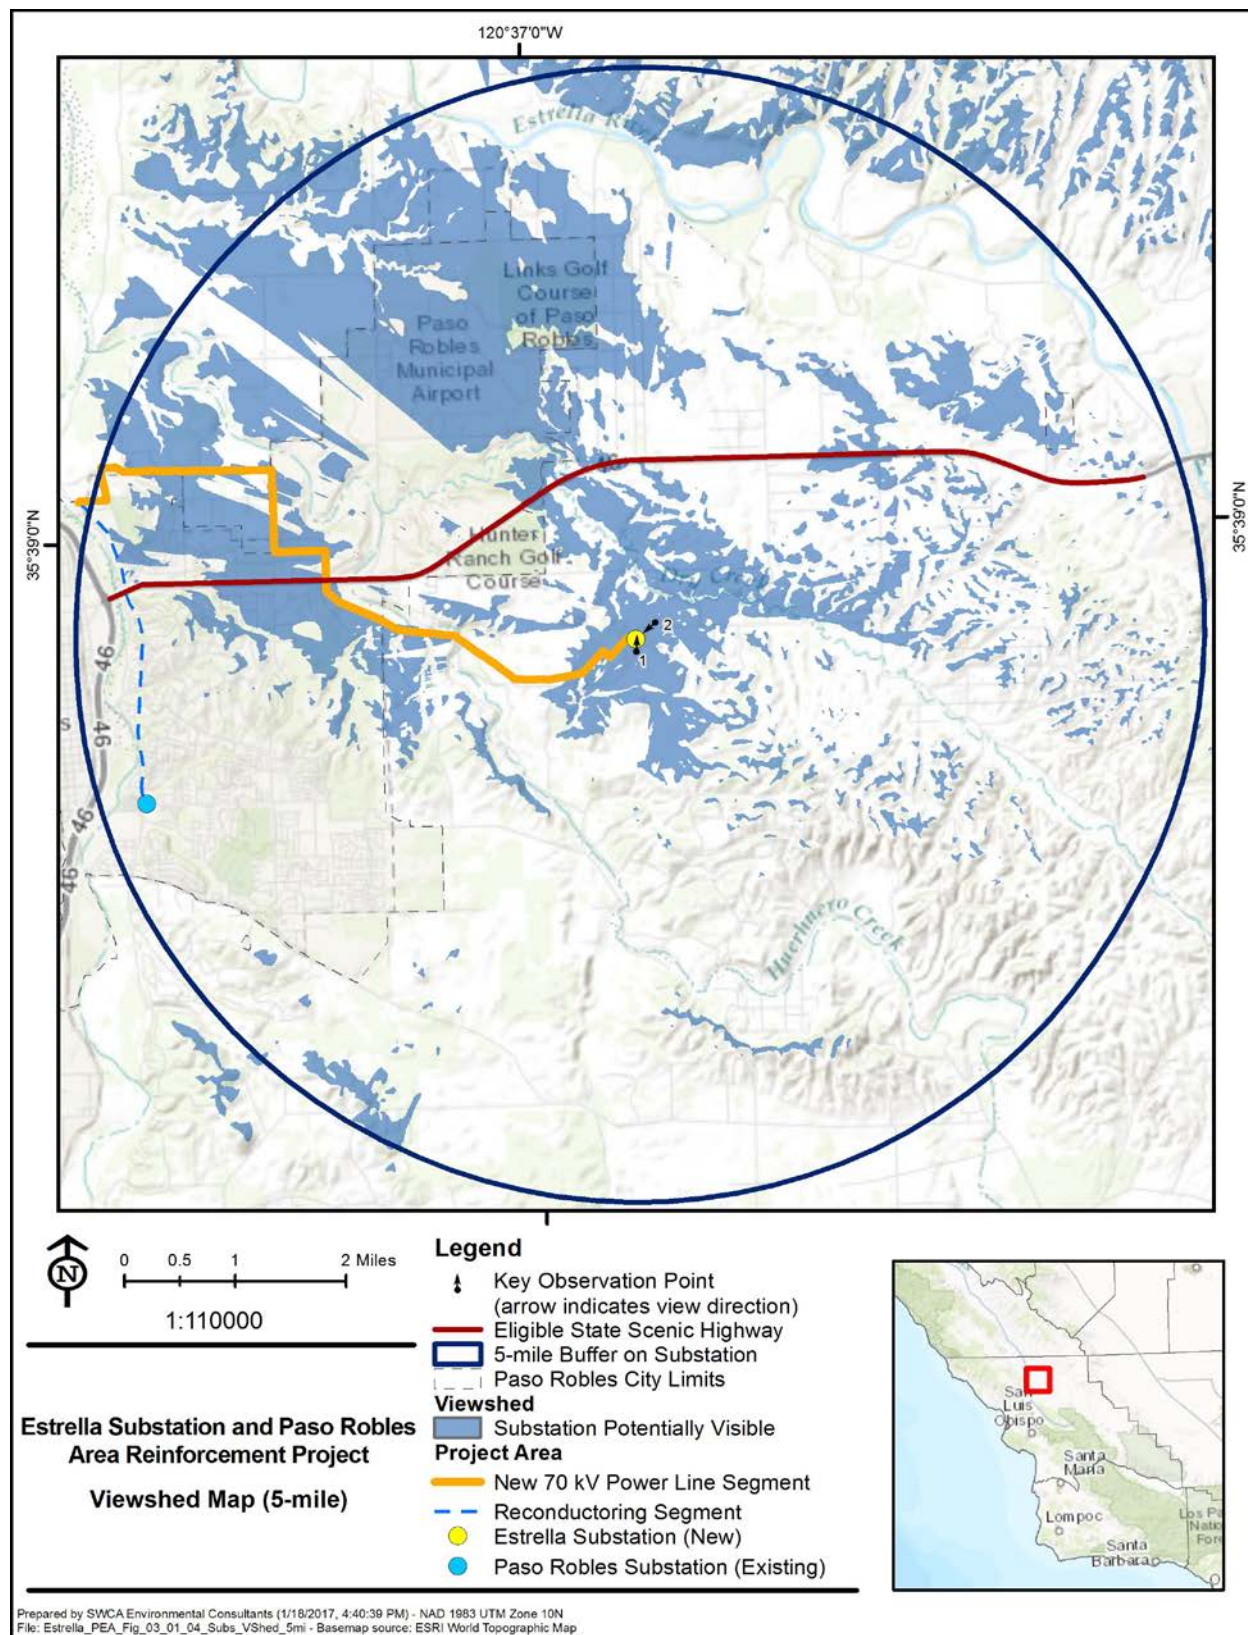 120°37'0"W
Estrella River
Links Golf
Course
of Paso
Robles
Paso
Robles
Municipal
Airport
35°39'0"N
35°39'0"N
Hunter
Ranch Golf
Course
Dry Creek
2
1
46
46
46
46
S
Huerhuero Creek
N
0 0.5 1 2 Miles
1:110000
Estrella Substation and Paso Robles
Area Reinforcement Project
Viewshed Map (5-mile)
Legend
Key Observation Point
(arrow indicates view direction)
Eligible State Scenic Highway
5-mile Buffer on Substation
Paso Robles City Limits
Viewshed
Substation Potentially Visible
Project Area
New 70 kV Power Line Segment
Reconductoring Segment
Estrella Substation (New)
Paso Robles Substation (Existing)
San
Luis
Obispo
Santa
Maria
Lompoc
Los Pa
Natio
Fore
Santa
Barbara
O
Prepared by SWCA Environmental Consultants (1/18/2017, 4:40:39 PM) - NAD 1983 UTM Zone 10N
File: Estrella_PEA_Fig_03_01_04_Subs_VShed_5mi - Basemap source: ESRI World Topographic Map